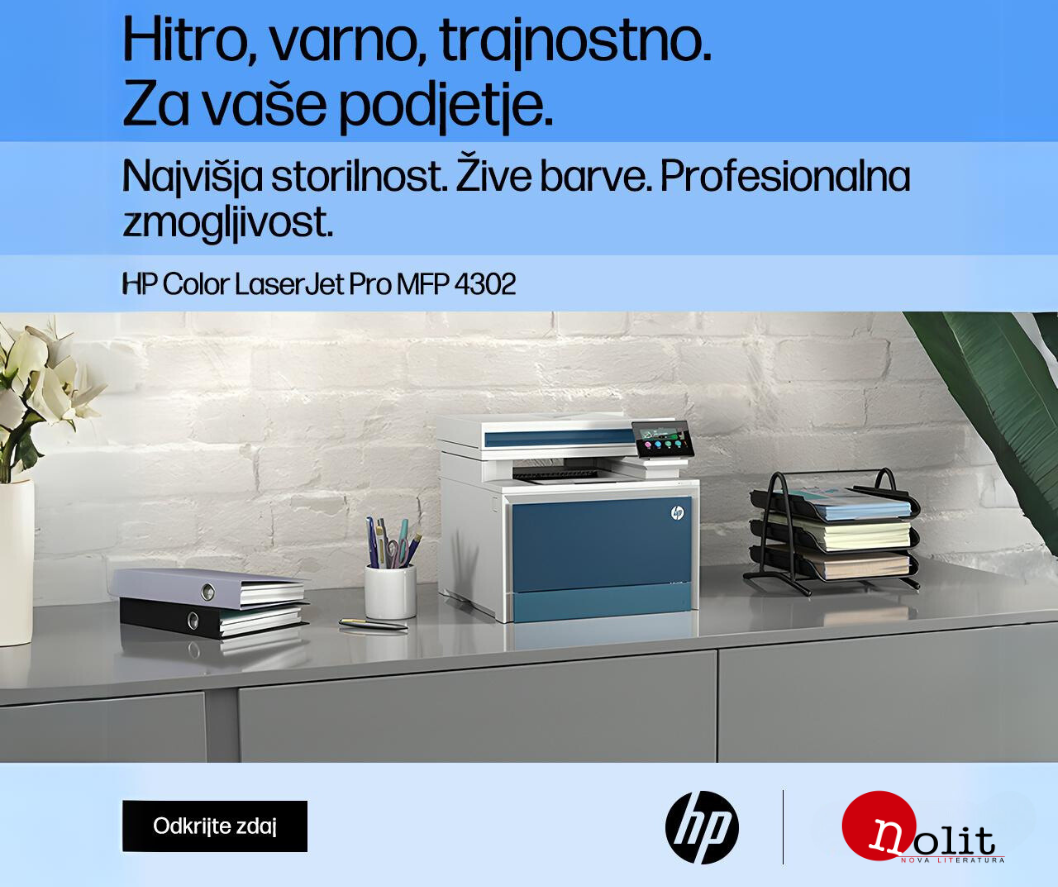 Hitro, varno, trajnostno.
Za vaše podjetje.
Najvišja storilnost. Žive barve. Profesionalna
zmogljivost.
HP Color LaserJet Pro MFP 4302
hp
Odkrijte zdaj
hp
nolit
NOVA LITERATURA